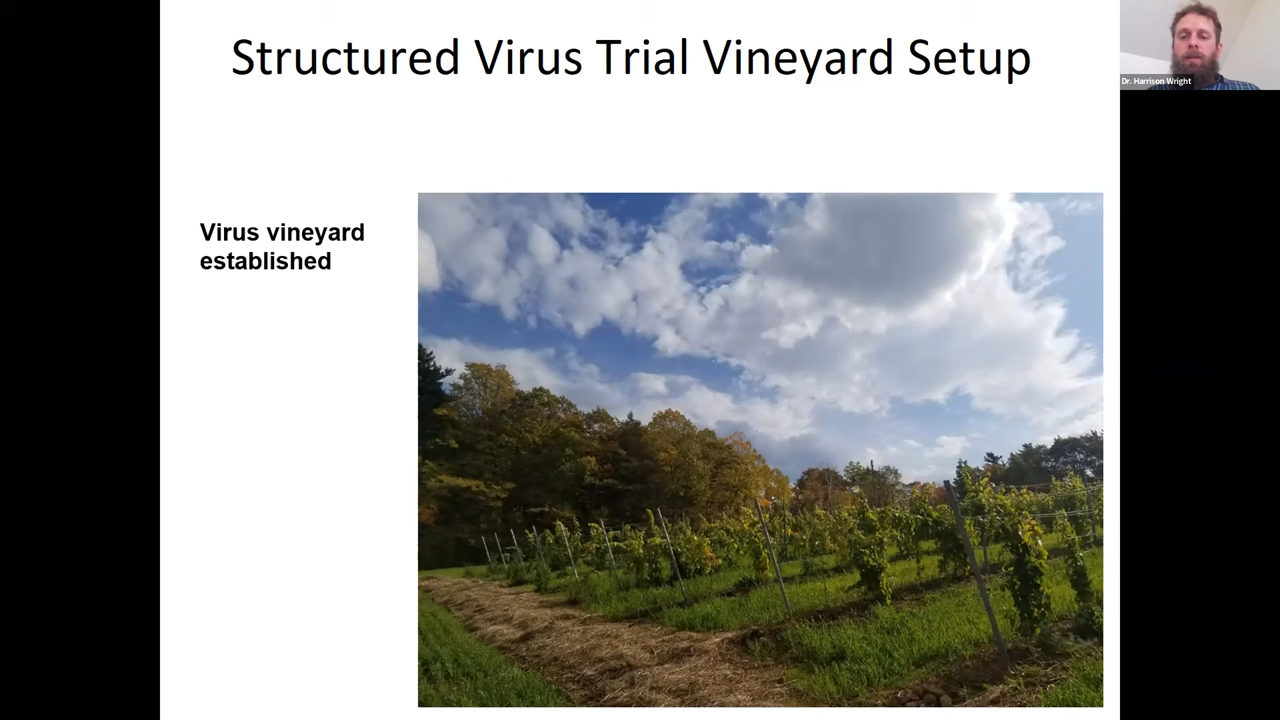 Structured Virus Trial Vineyard Setup
Dr. Harrison Wright
Virus vineyard
established